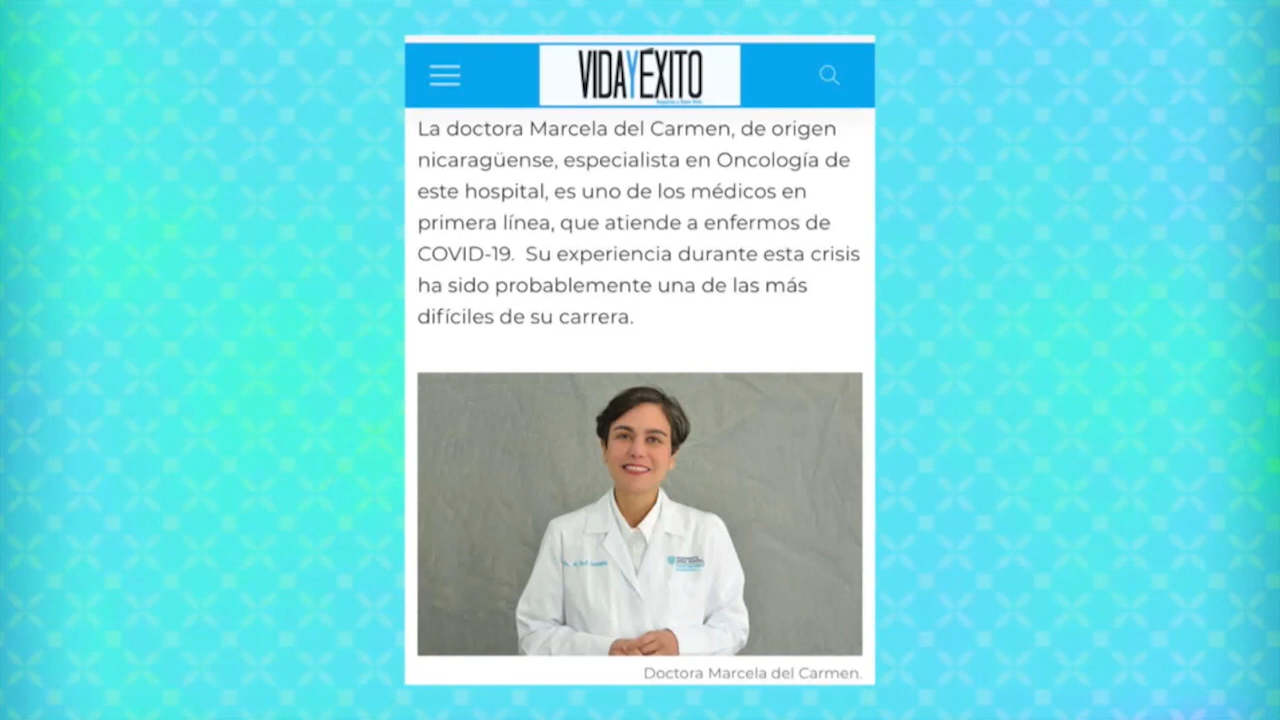 VIDAYÉXITO
La doctora Marcela del Carmen, de origen
nicaragüense, especialista en Oncología de
este hospital, es uno de los médicos en
primera línea, que atiende a enfermos de
COVID-19. Su experiencia durante esta crisis
ha sido probablemente una de las más
difíciles de su carrera.
Doctora Marcela del Carmen.